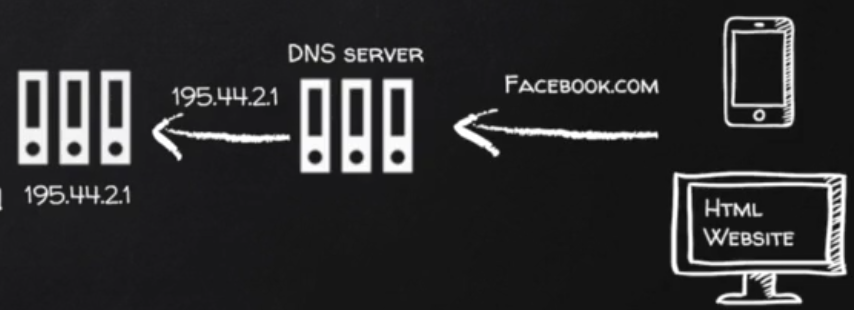 DNS SERVER
195.44.2.1
FACEBOOK.COM
195.44.2.1
HTML
WEBSITE